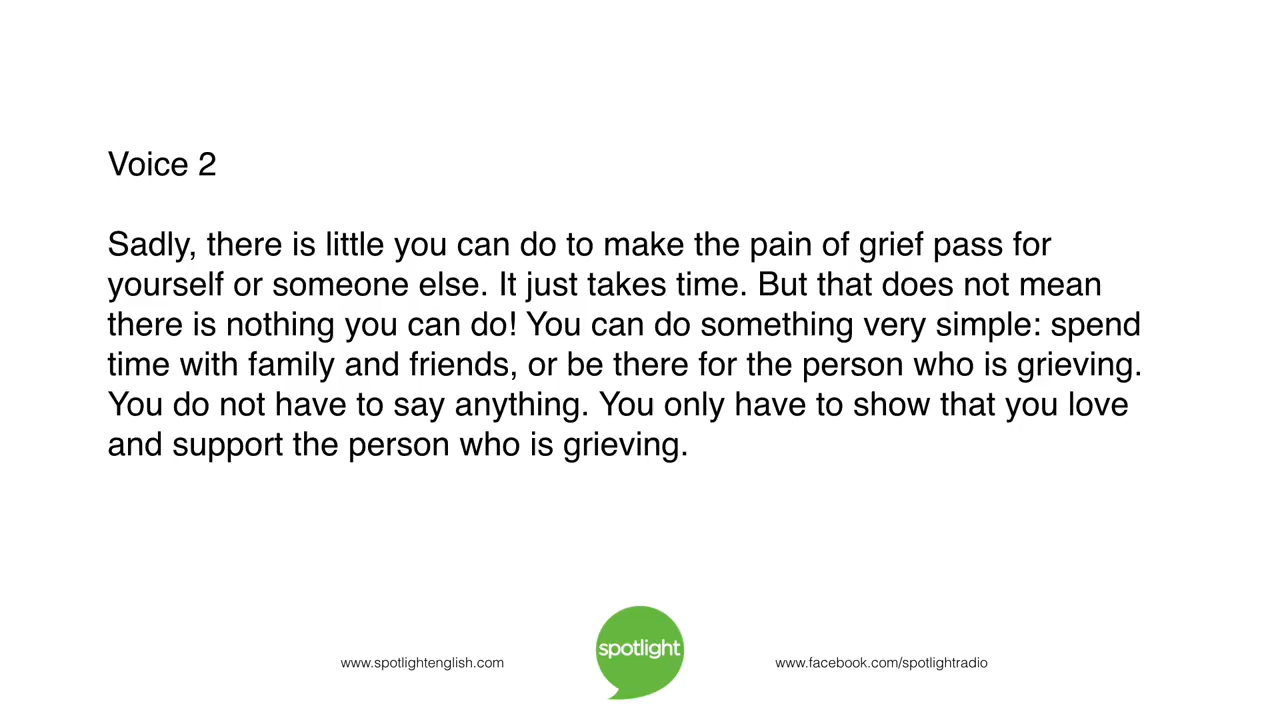 Voice 2
Sadly, there is little you can do to make the pain of grief pass for
yourself or someone else. It just takes time. But that does not mean
there is nothing you can do! You can do something very simple: spend
time with family and friends, or be there for the person who is grieving.
You do not have to say anything. You only have to show that you love
and support the person who is grieving.
www.spotlightenglish.com
spotlight
www.facebook.com/spotlightradio